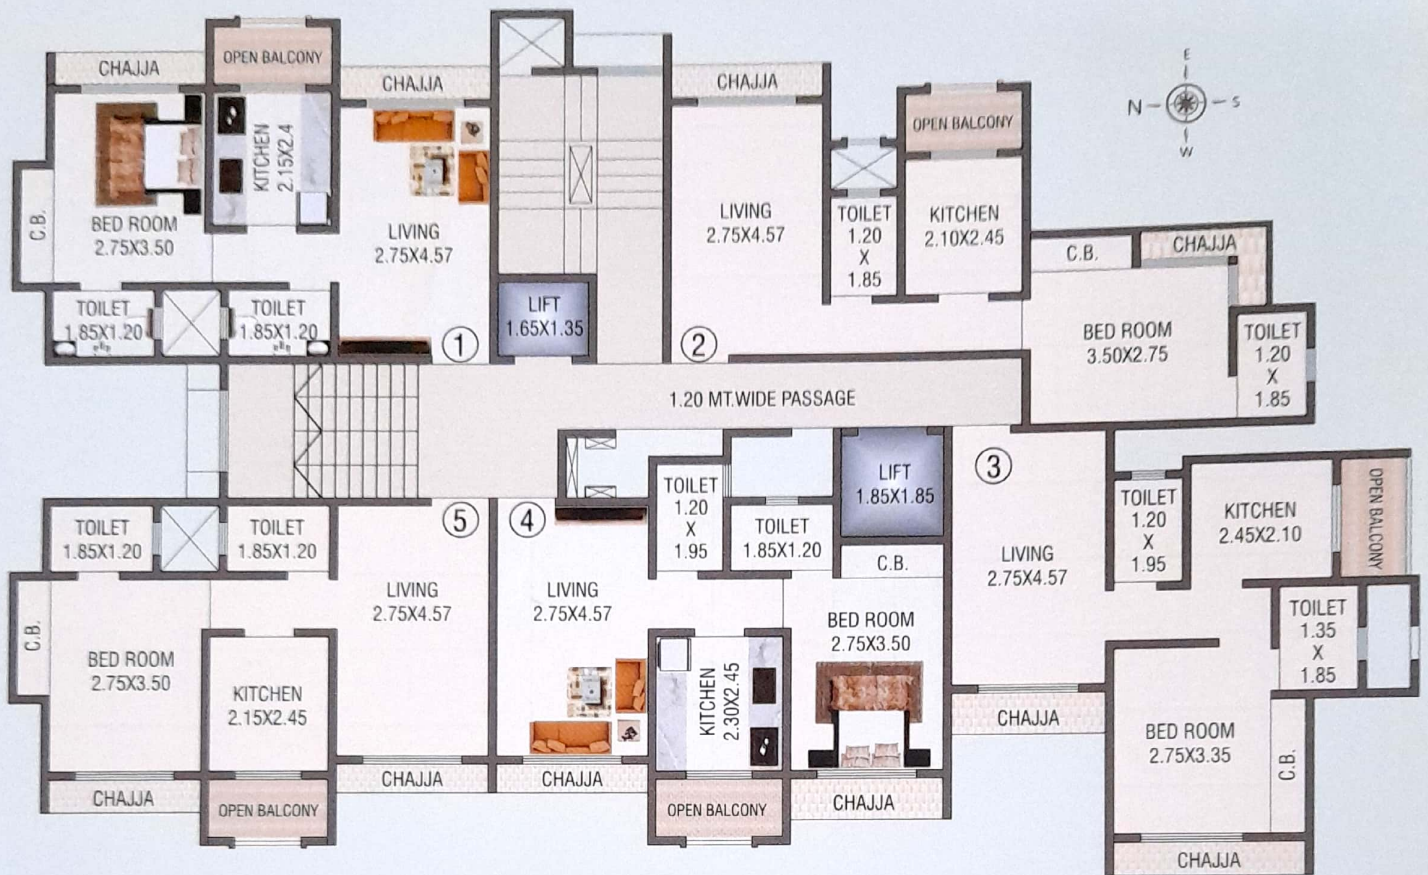 E
N
S
W
CHAJJA
OPEN BALCONY
CHAJJA
BED ROOM
2.75X3.50
C.B.
KITCHEN
2.15X2.4
LIVING
2.75X4.57
TOILET
1.85X1.20
TOILET
1.85X1.20
1
LIFT
1.65X1.35
CHAJJA
LIVING
2.75X4.57
2
TOILET
1.20
X
1.85
OPEN BALCONY
KITCHEN
2.10X2.45
C.B.
CHAJJA
BED ROOM
3.50X2.75
TOILET
1.20
X
1.85
1.20 MT.WIDE PASSAGE
LIFT
1.85X1.85
3
LIVING
2.75X4.57
CHAJJA
TOILET
1.20
X
1.95
KITCHEN
2.45X2.10
OPEN BALCONY
TOILET
1.35
X
1.85
BED ROOM
2.75X3.35
C.B.
CHAJJA
4
LIVING
2.75X4.57
CHAJJA
TOILET
1.20
X
1.95
TOILET
1.85X1.20
C.B.
BED ROOM
2.75X3.50
KITCHEN
2.30X2.45
OPEN BALCONY
CHAJJA
5
LIVING
2.75X4.57
CHAJJA
TOILET
1.85X1.20
TOILET
1.85X1.20
C.B.
BED ROOM
2.75X3.50
KITCHEN
2.15X2.45
CHAJJA
OPEN BALCONY